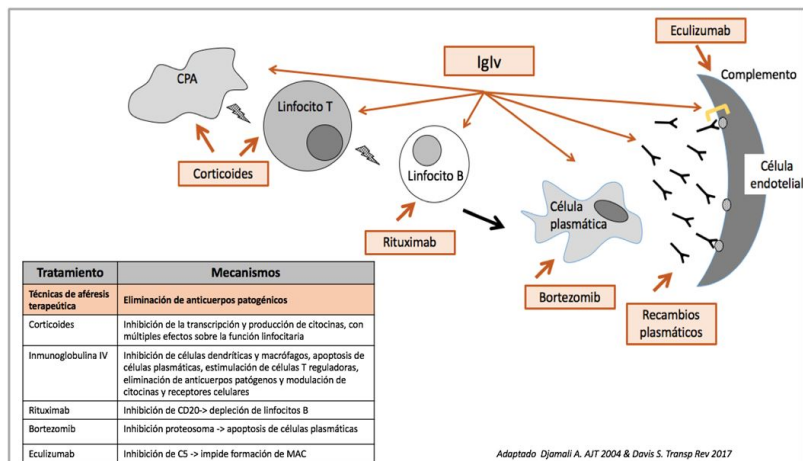 Eculizumab
IgIv
Complemento
CPA
Linfocito T
Linfocito B
Célula
endotelial
Corticoides
Célula
plasmática
Rituximab
Bortezomib
Recambios
plasmáticos
Tratamiento Mecanismos
Técnicas de aféresis
terapéutica
Eliminación de anticuerpos patogénicos
Corticoides
Inhibición de la transcripción y producción de citocinas, con
múltiples efectos sobre la función linfocitaria
Inmunoglobulina IV
Inhibición de células dendríticas y macrófagos, apoptosis de
células plasmáticas, estimulación de células T reguladoras,
eliminación de anticuerpos patógenos y modulación de
citocinas y receptores celulares
Rituximab
Inhibición de CD20-> depleción de linfocitos B
Bortezomib
Inhibición proteosoma -> apoptosis de células plasmáticas
Eculizumab
Inhibición de C5 -> impide formación de MAC
Adaptado Djamali A. AJT 2004 & Davis S. Transp Rev 2017